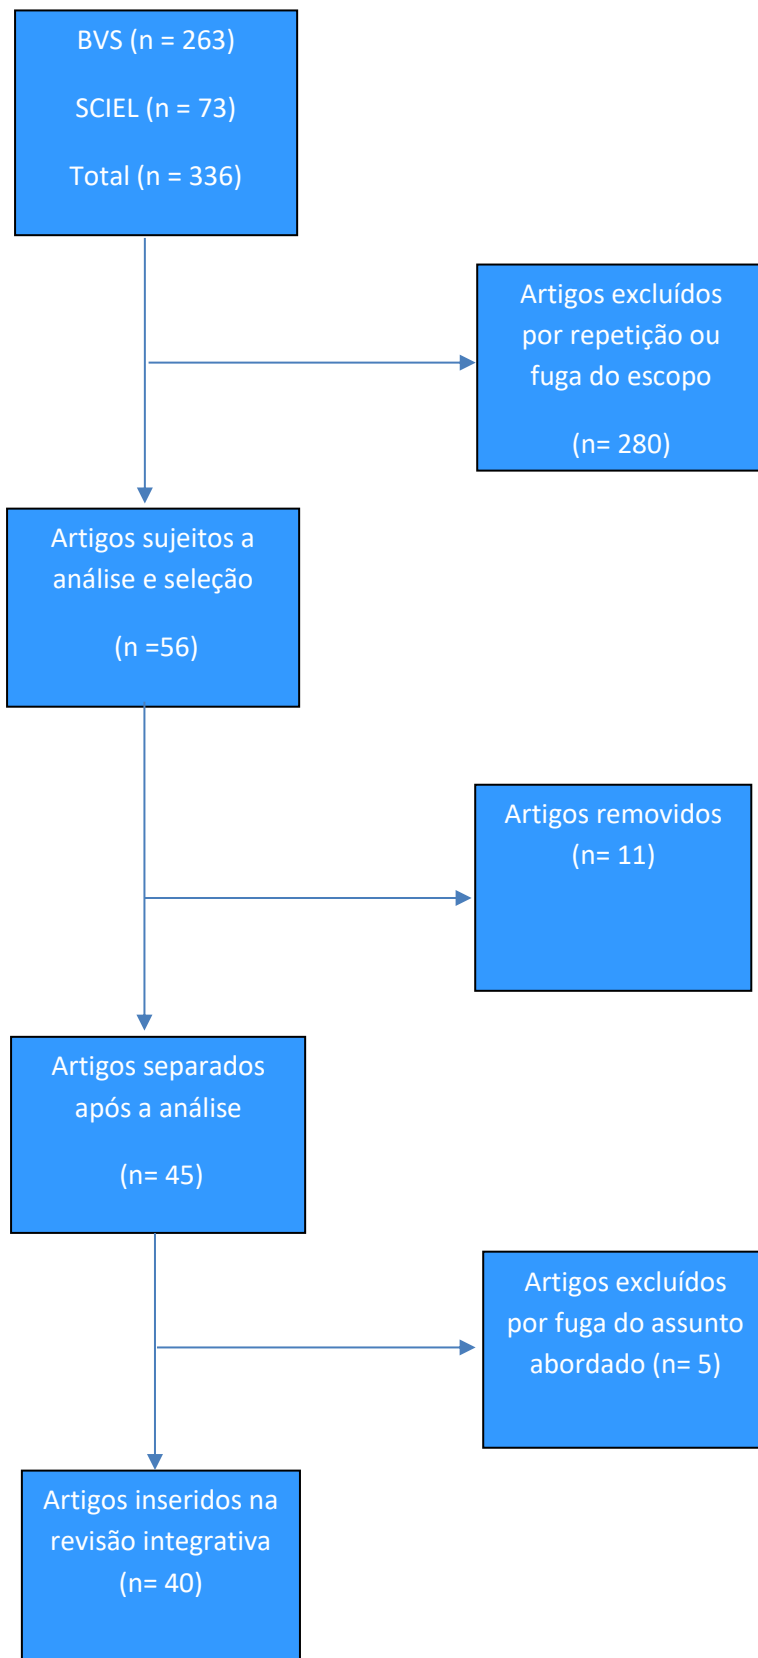 BVS (n = 263)
SCIEL (n = 73)
Total (n = 336)
Artigos excluídos
por repetição ou
fuga do escopo
(n= 280)
Artigos sujeitos a
análise e seleção
(n =56)
Artigos removidos
(n= 11)
Artigos separados
após a análise
(n= 45)
Artigos excluídos
por fuga do assunto
abordado (n= 5)
Artigos inseridos na
revisão integrativa
(n= 40)